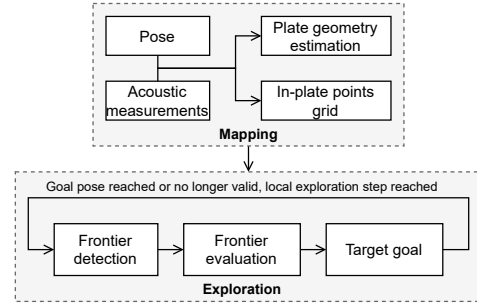 Pose
Plate geometry
estimation
Acoustic
measurements
In-plate points
grid
Mapping
Goal pose reached or no longer valid, local exploration step reached
Frontier
detection
Frontier
evaluation
Target goal
Exploration